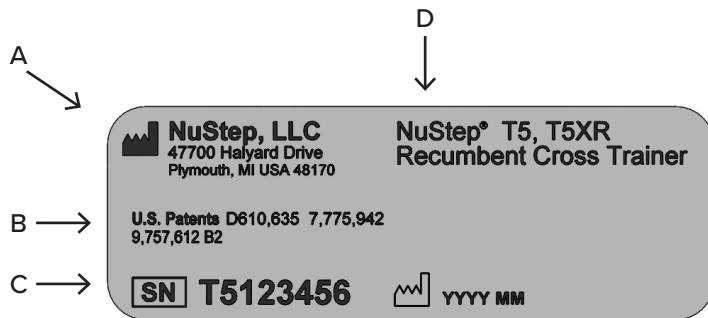 D
A
NuStep, LLC
47700 Halyard Drive
Plymouth, MI USA 48170
NuStep® T5, T5XR
Recumbent Cross Trainer
B
U.S. Patents D610,635 7,775,942
9,757,612 B2
C
SN T5123456
YYYY MM